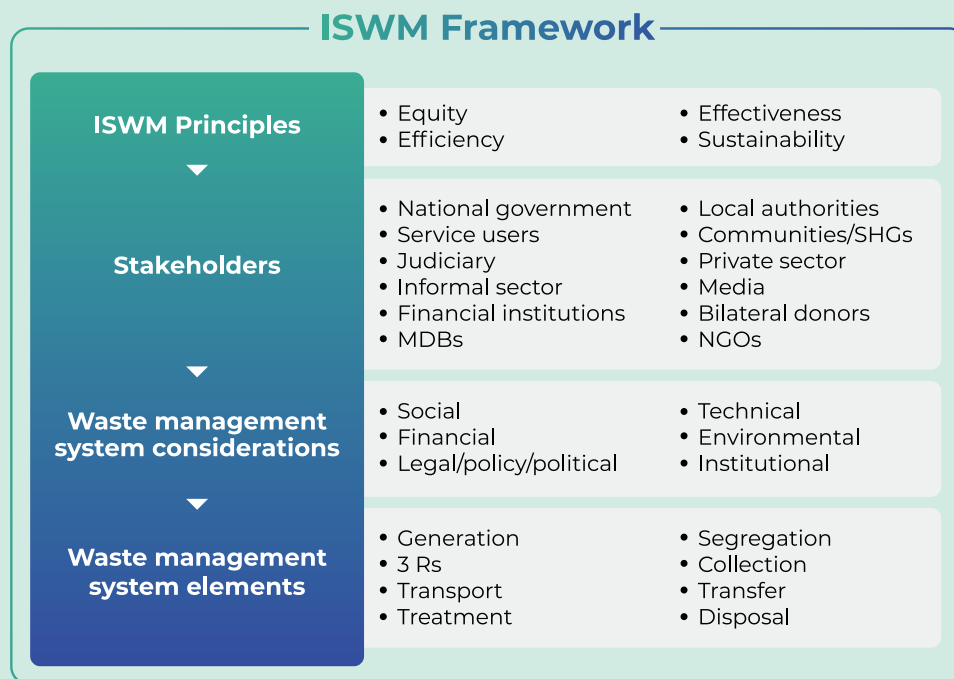 ISWM Framework
ISWM Principles
• Equity
• Efficiency
• Effectiveness
• Sustainability
Stakeholders
• National government
• Service users
• Judiciary
• Informal sector
• Financial institutions
• MDBs
• Local authorities
• Communities/SHGs
• Private sector
• Media
• Bilateral donors
• NGOs
Waste management
system considerations
• Social
• Financial
• Legal/policy/political
• Technical
• Environmental
• Institutional
Waste management
system elements
• Generation
• 3 Rs
• Transport
• Treatment
• Segregation
• Collection
• Transfer
• Disposal